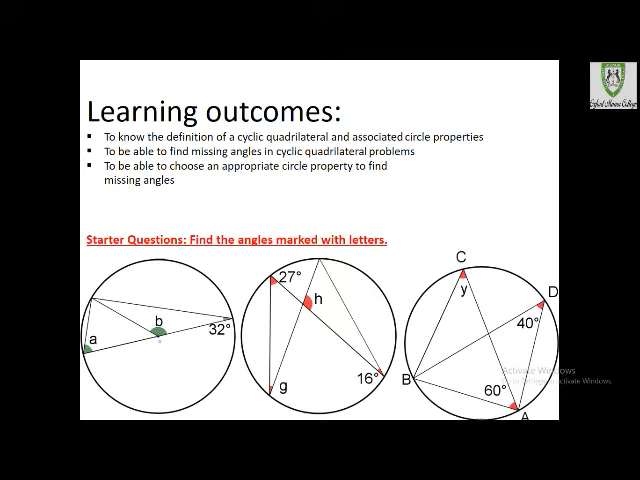 Learning outcomes:
▪ To know the definition of a cyclic quadrilateral and associated circle properties
▪ To be able to find missing angles in cyclic quadrilateral problems
▪ To be able to choose an appropriate circle property to find
missing angles
Starter Questions: Find the angles marked with letters.
a
b
32°
27°
h
g
16°
C
y
D
40°
B
60°
A
Activate Windows